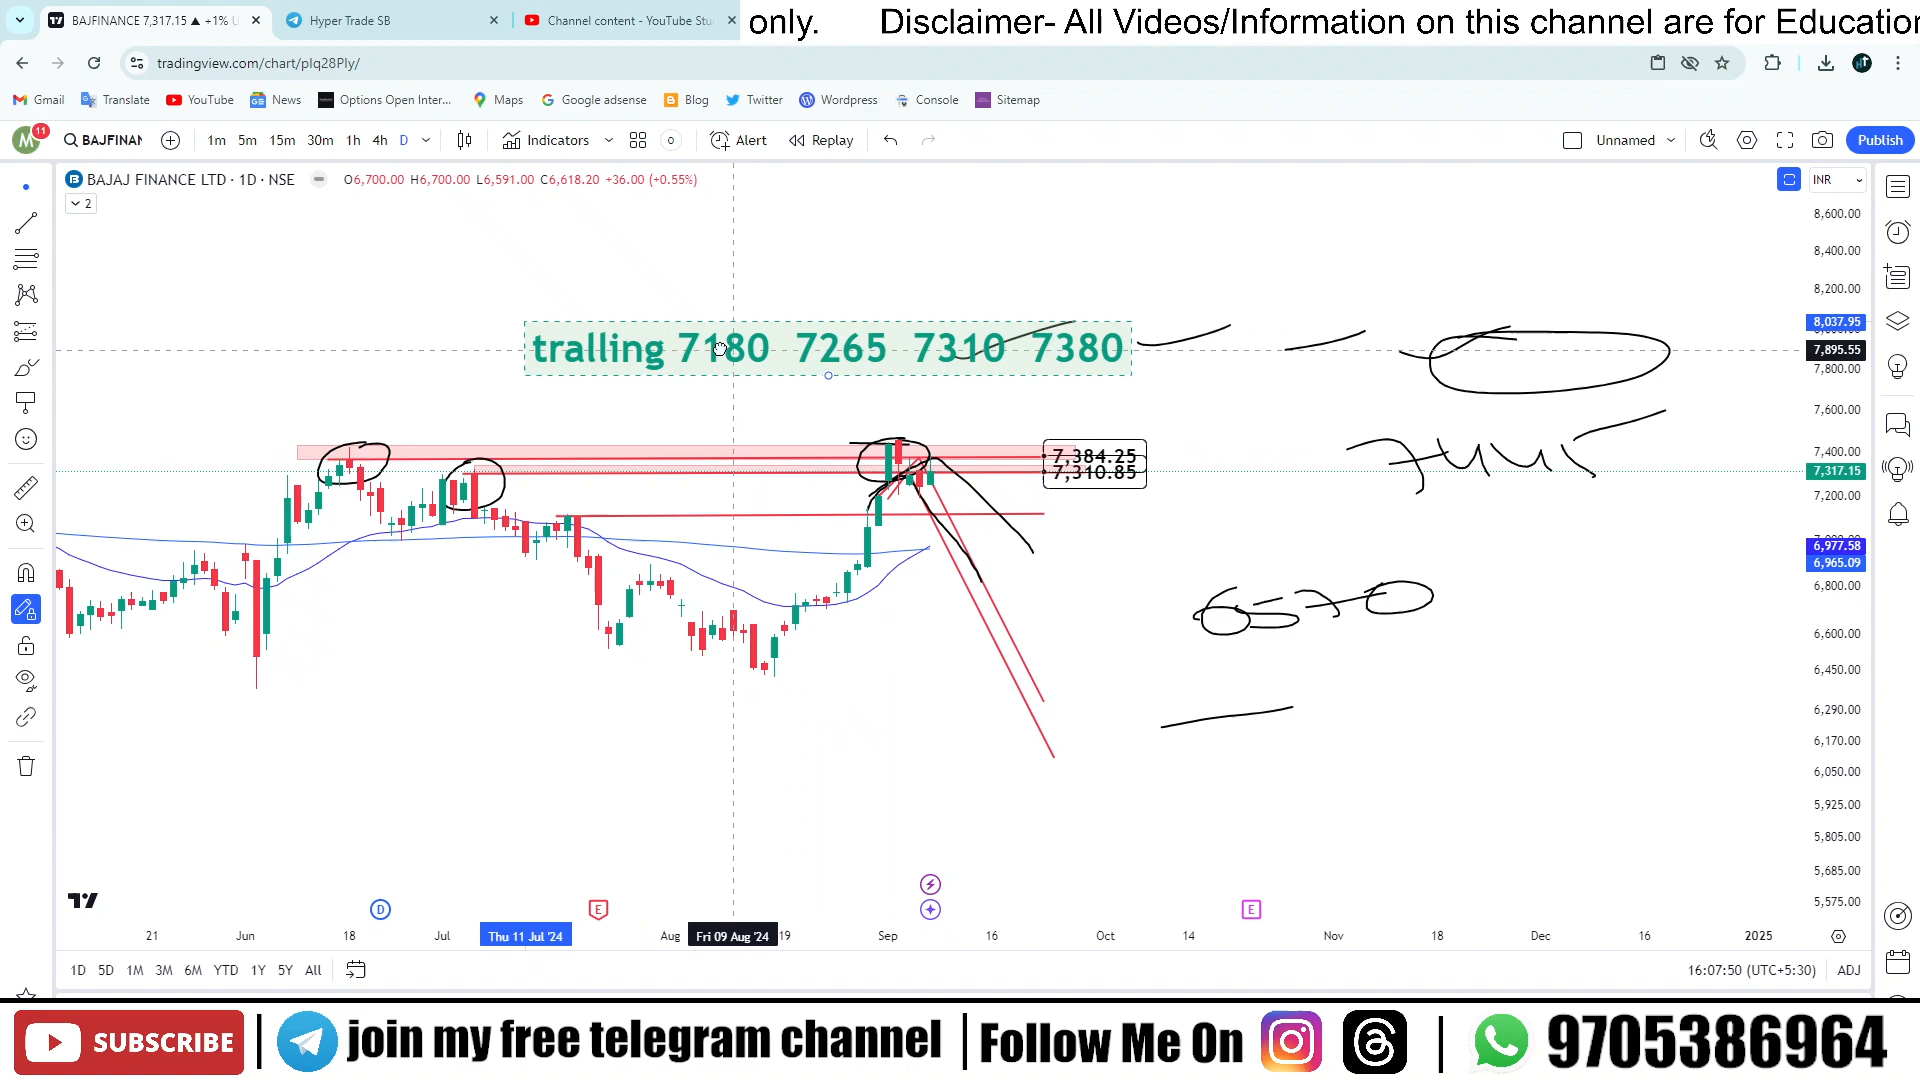 BAJFINANCE 7,317.15 ▲ +1% U
Hyper Trade SB
Channel content - YouTube Stu
only. Disclaimer- All Videos/Information on this channel are for Education
tradingview.com/chart/pIq28Ply/
Gmail Translate YouTube News Options Open Inter... Maps Google adsense Blog Twitter Wordpress Console Sitemap
M 11 BAJFINAN 1m 5m 15m 30m 1h 4h D Indicators Alert Replay Unnamed Publish
BAJAJ FINANCE LTD · 1D · NSE O6,700.00 H6,700.00 L6,591.00 C6,618.20 +36.00 (+0.55%) INR
2
8,600.00
8,400.00
8,200.00
8,037.95
tralling 7180 7265 7310 7380
7,895.55
7,800.00
7,600.00
7,400.00
7,384.25
7,310.85
7,317.15
7,200.00
6,977.58
6,965.09
6,800.00
6570
6,600.00
6,450.00
6,290.00
6,170.00
6,050.00
5,925.00
5,805.00
5,685.00
5,575.00
D E E
21 Jun 18 Jul Thu 11 Jul '24 Aug Fri 09 Aug '24 19 Sep 16 Oct 14 Nov 18 Dec 16 2025
1D 5D 1M 3M 6M YTD 1Y 5Y All 16:07:50 (UTC+5:30) ADJ
SUBSCRIBE | join my free telegram channel | Follow Me On | 9705386964